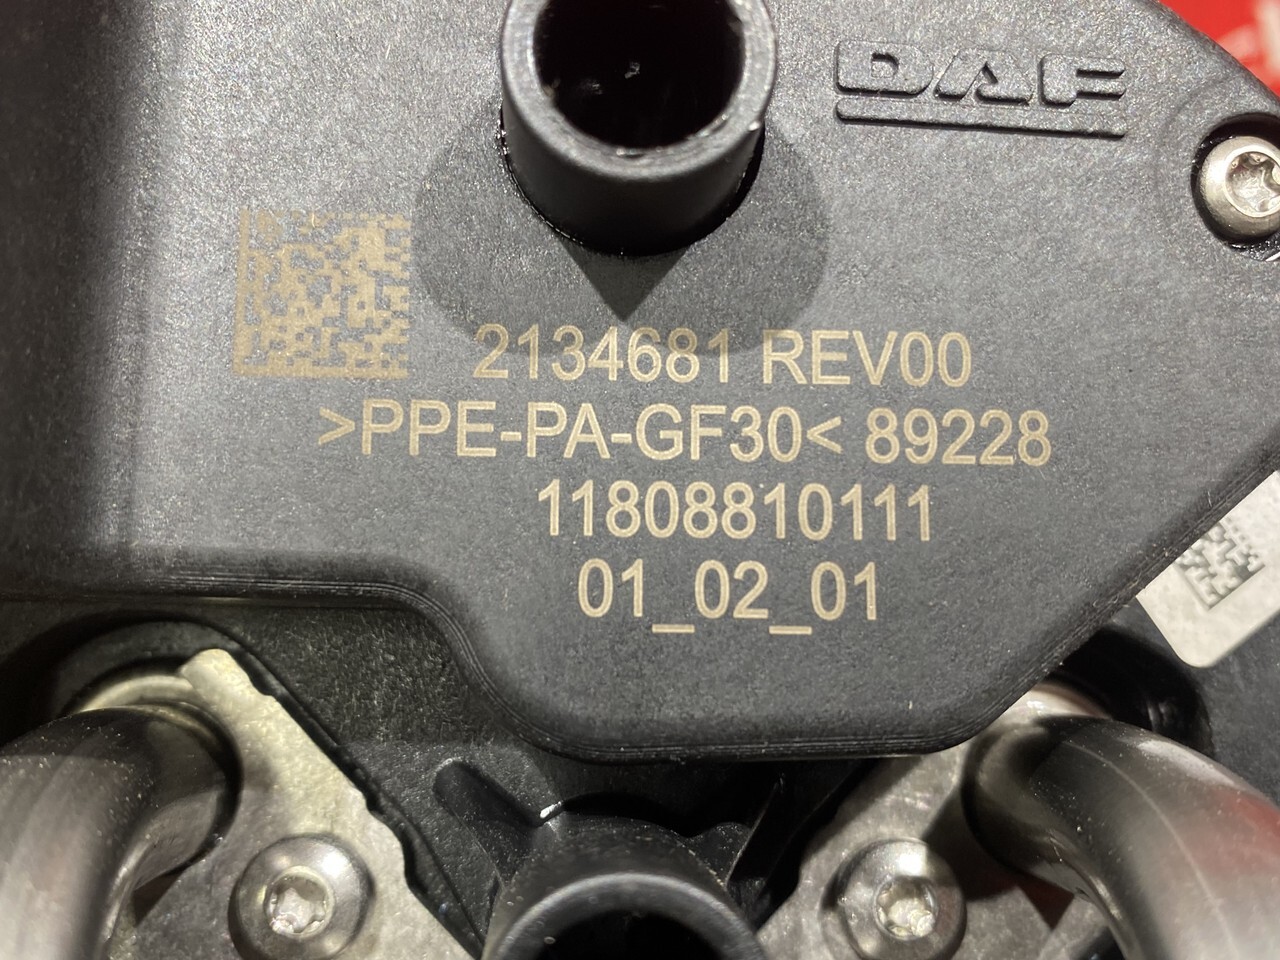 DAF
2134681 REV00
>PPE-PA-GF30< 89228
11808810111
01_02_01